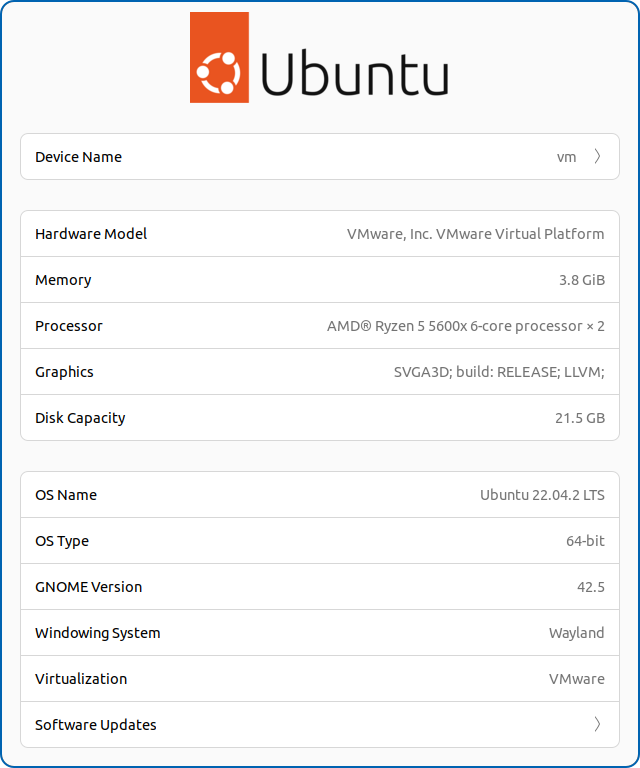 Ubuntu
Device Name vm
Hardware Model VMware, Inc. VMware Virtual Platform
Memory 3.8 GiB
Processor AMD® Ryzen 5 5600x 6-core processor × 2
Graphics SVGA3D; build: RELEASE; LLVM;
Disk Capacity 21.5 GB
OS Name Ubuntu 22.04.2 LTS
OS Type 64-bit
GNOME Version 42.5
Windowing System Wayland
Virtualization VMware
Software Updates